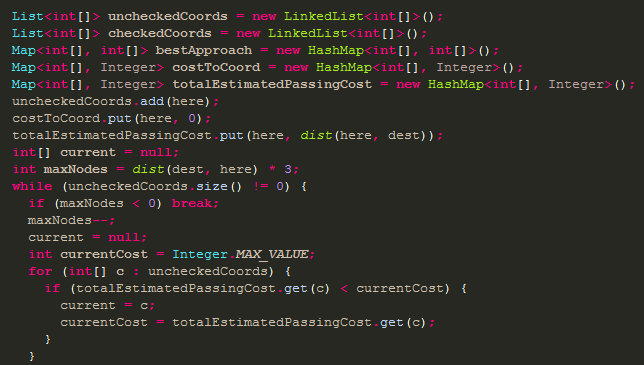 List<int[]> uncheckedCoords = new LinkedList<int[]>();
List<int[]> checkedCoords = new LinkedList<int[]>();
Map<int[], int[]> bestApproach = new HashMap<int[], int[]>();
Map<int[], Integer> costToCoord = new HashMap<int[], Integer>();
Map<int[], Integer> totalEstimatedPassingCost = new HashMap<int[], Integer>();
uncheckedCoords.add(here);
costToCoord.put(here, 0);
totalEstimatedPassingCost.put(here, dist(here, dest));
int[] current = null;
int maxNodes = dist(dest, here) * 3;
while (uncheckedCoords.size() != 0) {
  if (maxNodes < 0) break;
  maxNodes--;
  current = null;
  int currentCost = Integer.MAX_VALUE;
  for (int[] c : uncheckedCoords) {
    if (totalEstimatedPassingCost.get(c) < currentCost) {
      current = c;
      currentCost = totalEstimatedPassingCost.get(c);
    }
  }